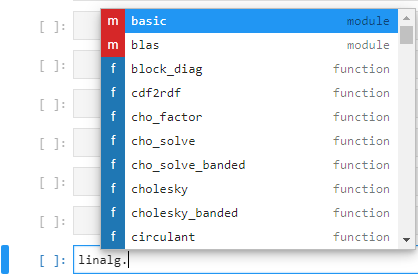 [ ]: m basic module
[ ]: m blas module
f block_diag function
[ ]: f cdf2rdf function
[ ]: f cho_factor function
f cho_solve function
[ ]: f cho_solve_banded function
[ ]: f cholesky function
f cholesky_banded function
[ ]: f circulant function
[ ]: linalg.